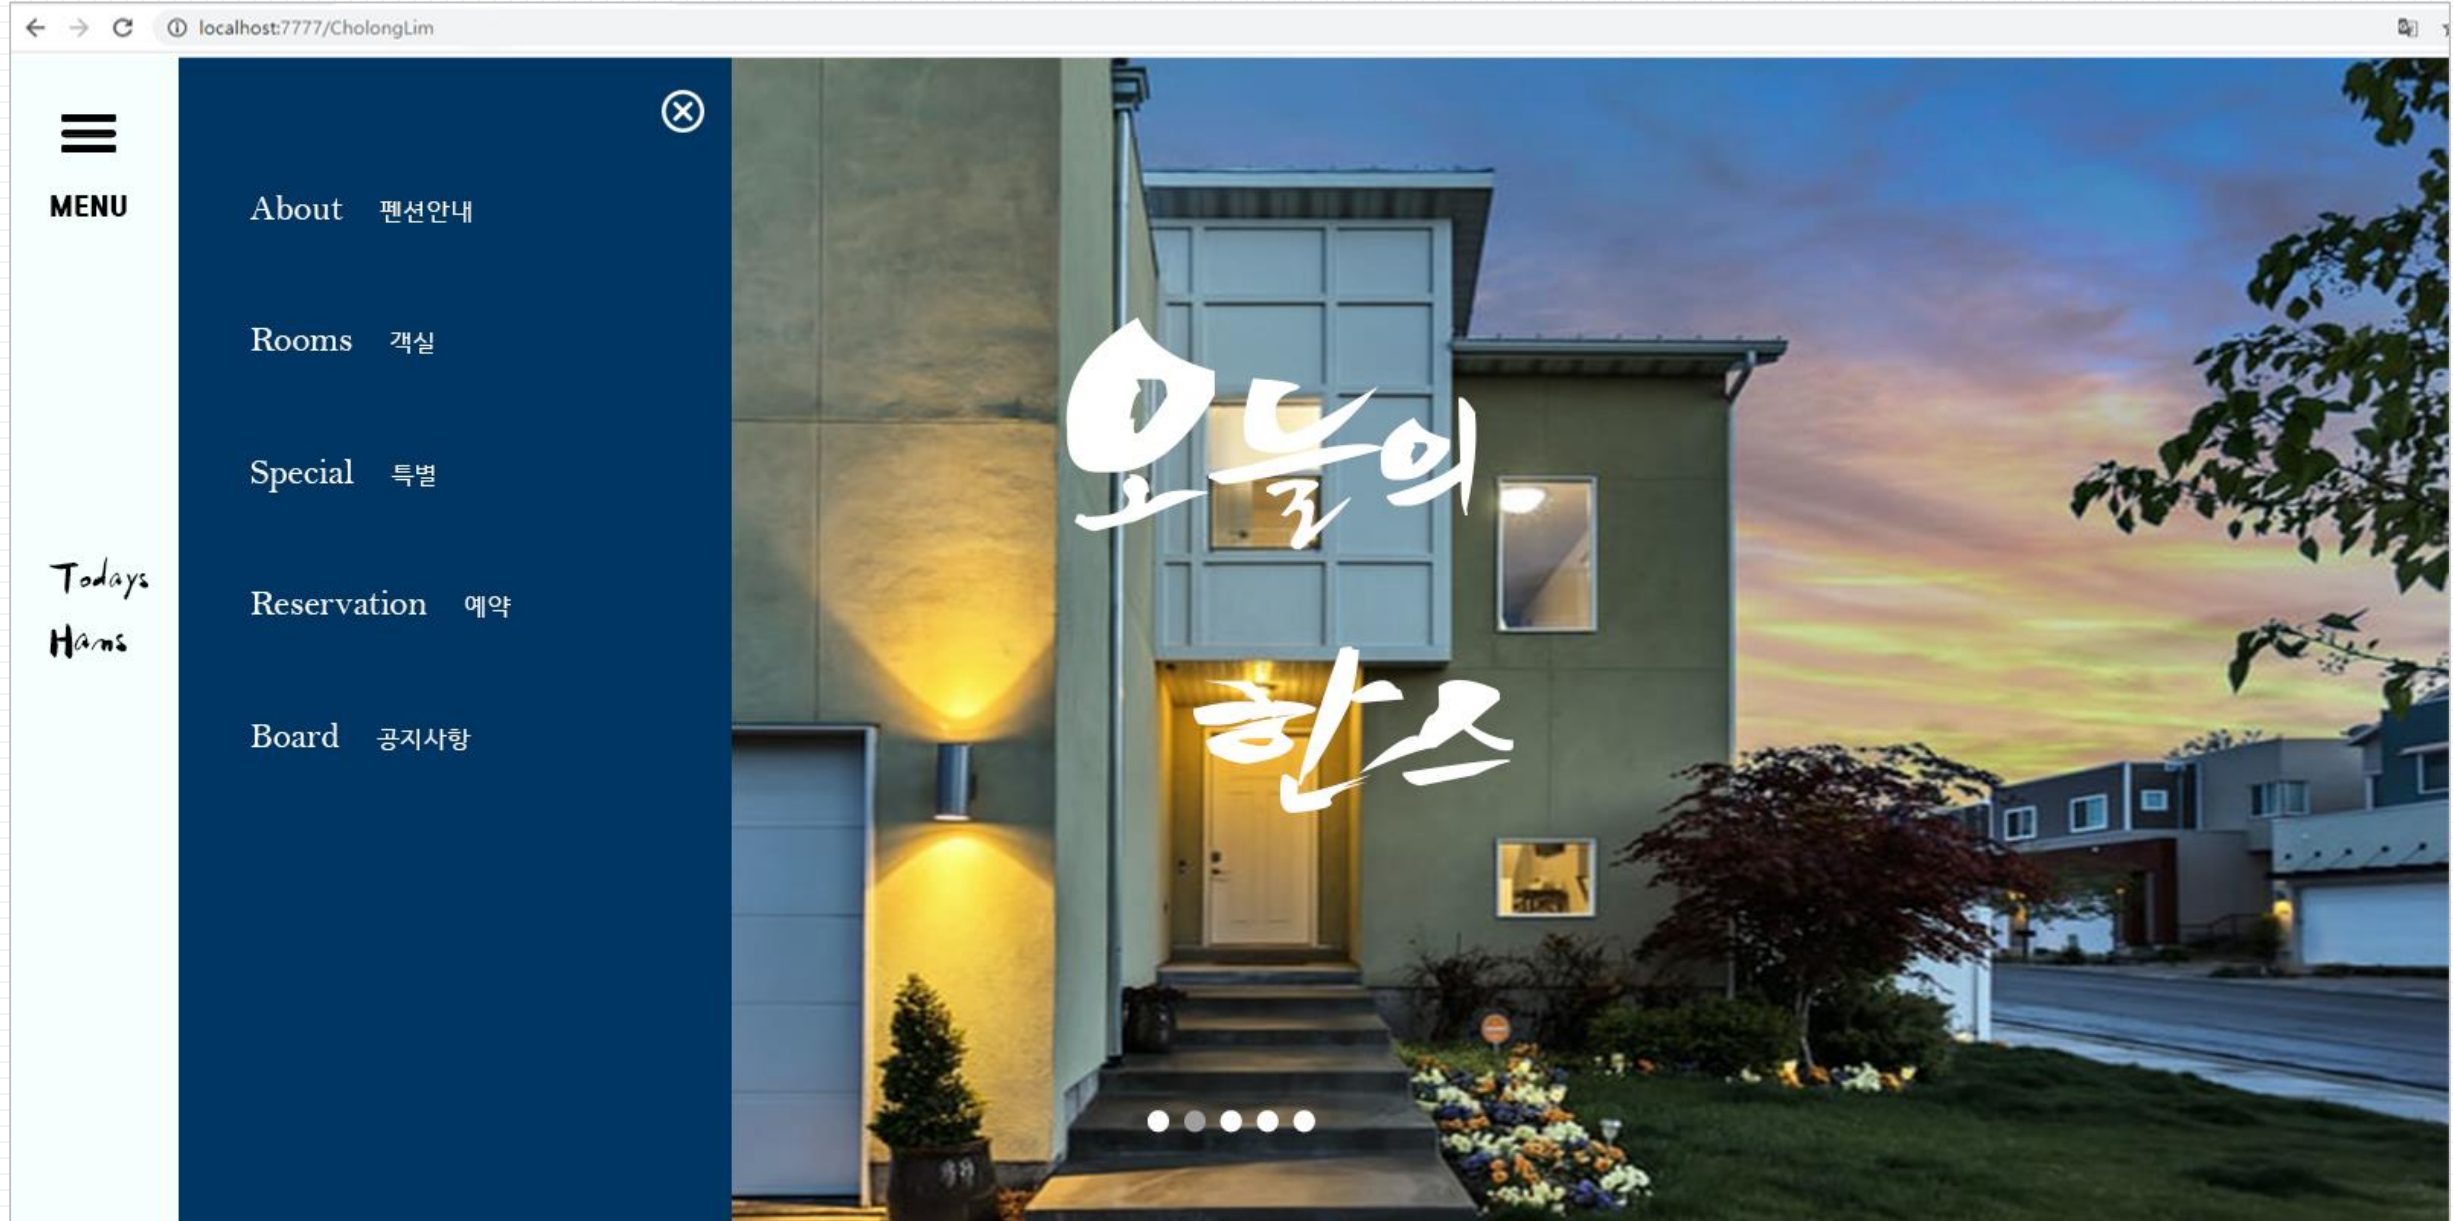 localhost:7777/CholongLim
MENU
About 펜션안내
Rooms 객실
Special 특별
Reservation 예약
Board 공지사항
Todays
Hans
오늘의
한즈